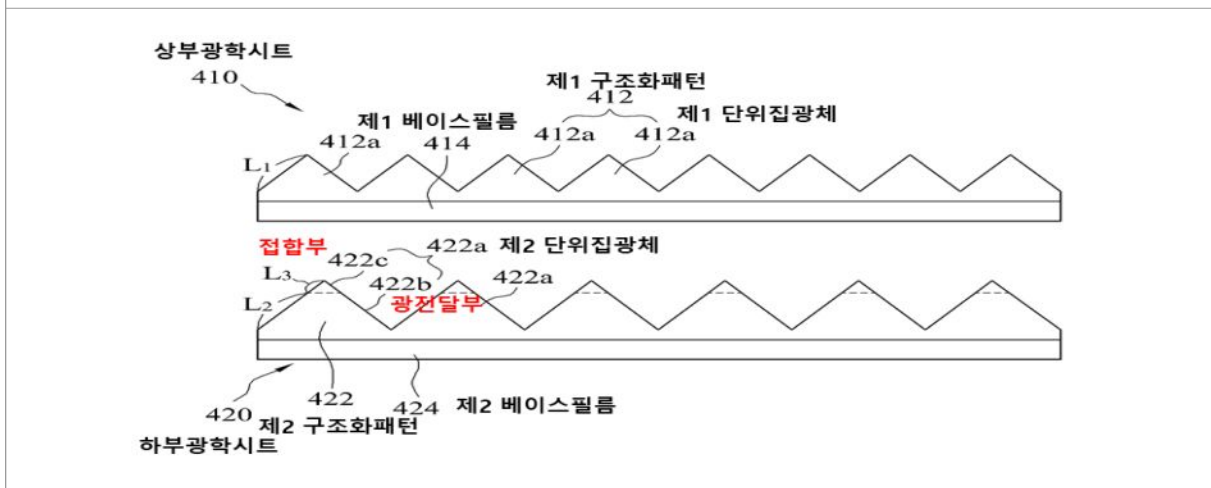 상부광학시트
410
제1 구조화패턴
412
제1 베이스필름
제1 단위집광체
412a
414
412a
412a
L1
접합부
422a 제2 단위집광체
422c
L3
422b
422a
광전달부
L2
420
422
424
제2 베이스필름
제2 구조화패턴
하부광학시트